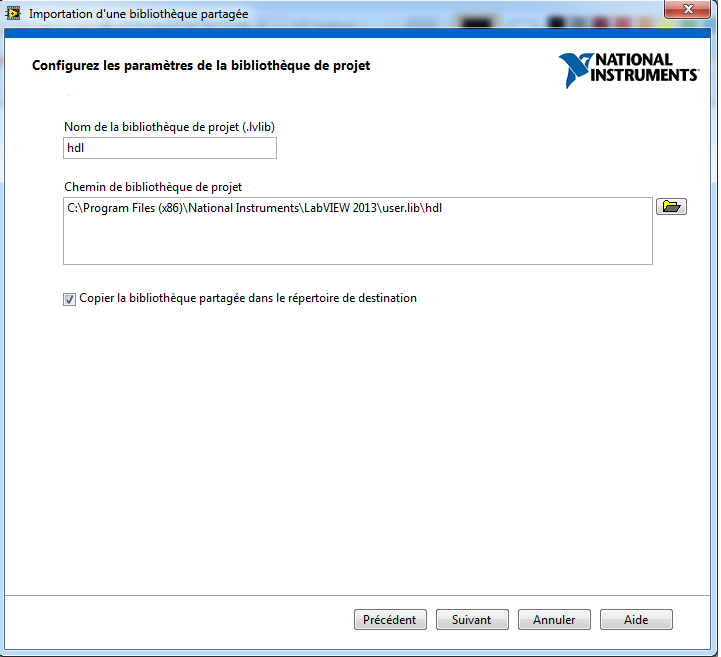 Importation d'une bibliothèque partagée
Configurez les paramètres de la bibliothèque de projet
NATIONAL
INSTRUMENTS
Nom de la bibliothèque de projet (.lvlib)
hdl
Chemin de bibliothèque de projet
C:\Program Files (x86)\National Instruments\LabVIEW 2013\user.lib\hdl
Copier la bibliothèque partagée dans le répertoire de destination
Précédent
Suivant
Annuler
Aide